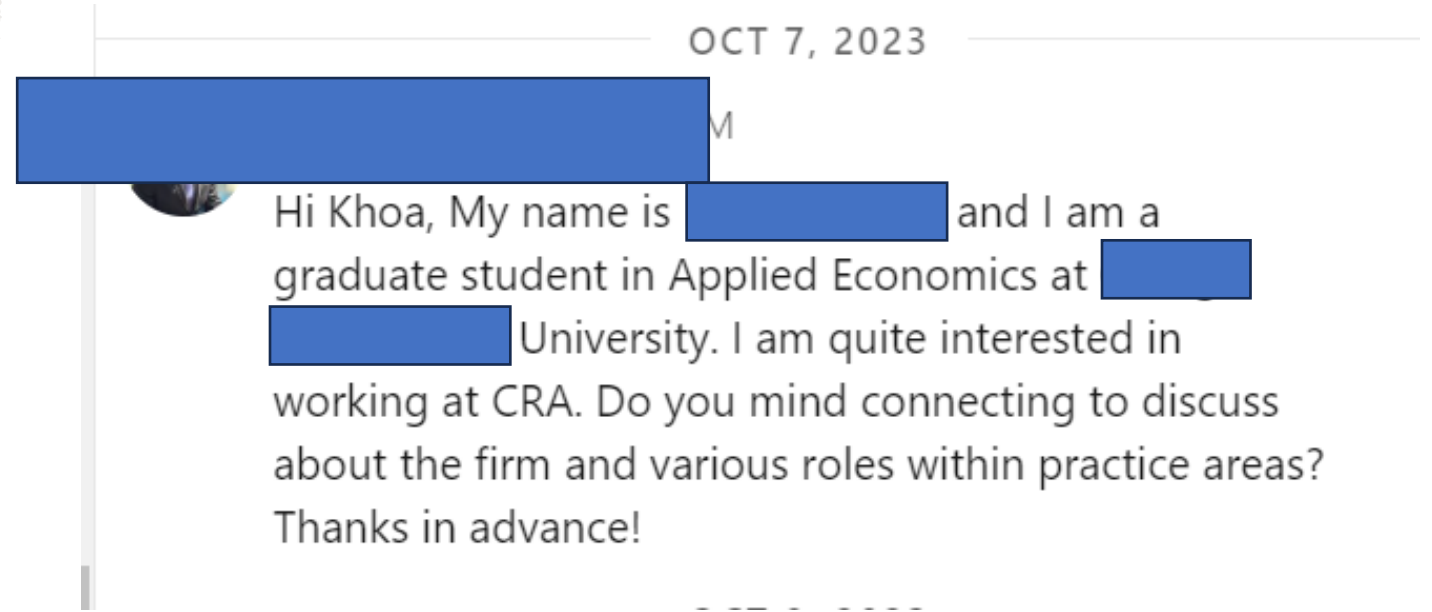 OCT 7, 2023
M
Hi Khoa, My name is and I am a
graduate student in Applied Economics at
University. I am quite interested in
working at CRA. Do you mind connecting to discuss
about the firm and various roles within practice areas?
Thanks in advance!